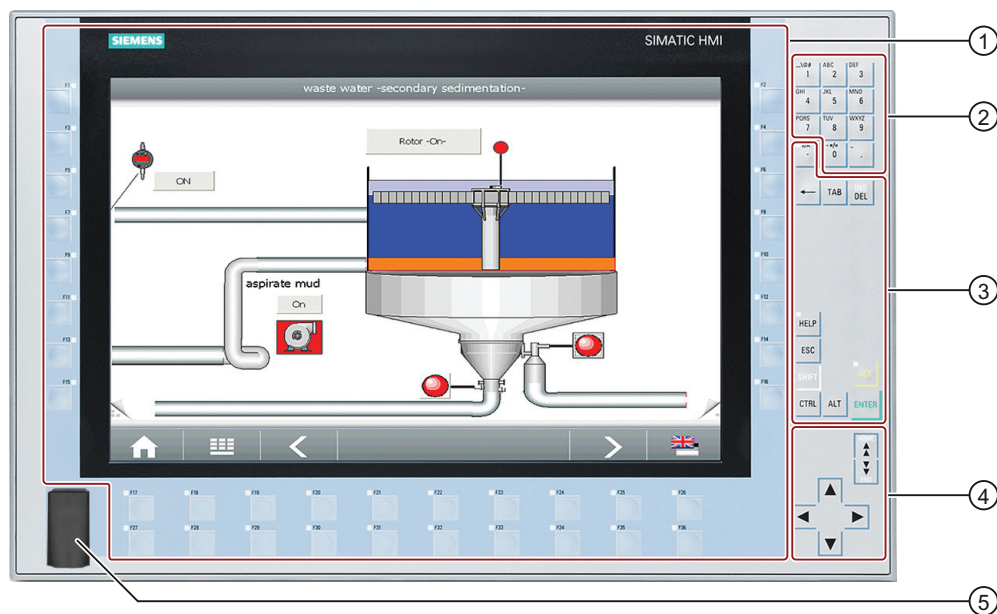 SIEMENS
SIMATIC HMI
waste water -secondary sedimentation-
Rotor -On-
ON
aspirate mud
On
F1
F2
F3
F4
F5
F6
F7
F8
F9
F10
F11
F12
F13
F14
F15
F16
F17 F18 F19 F20 F21 F22 F23 F24 F25 F26
F27 F28 F29 F30 F31 F32 F33 F34 F35 F36
1 ABC 2 DEF 3
GHI 4 JKL 5 MNO 6
PQRS 7 TUV 8 WXYZ 9
- 0 .
TAB INS DEL
HELP
ESC
SHIFT
CTRL ALT ENTER
1
2
3
4
5